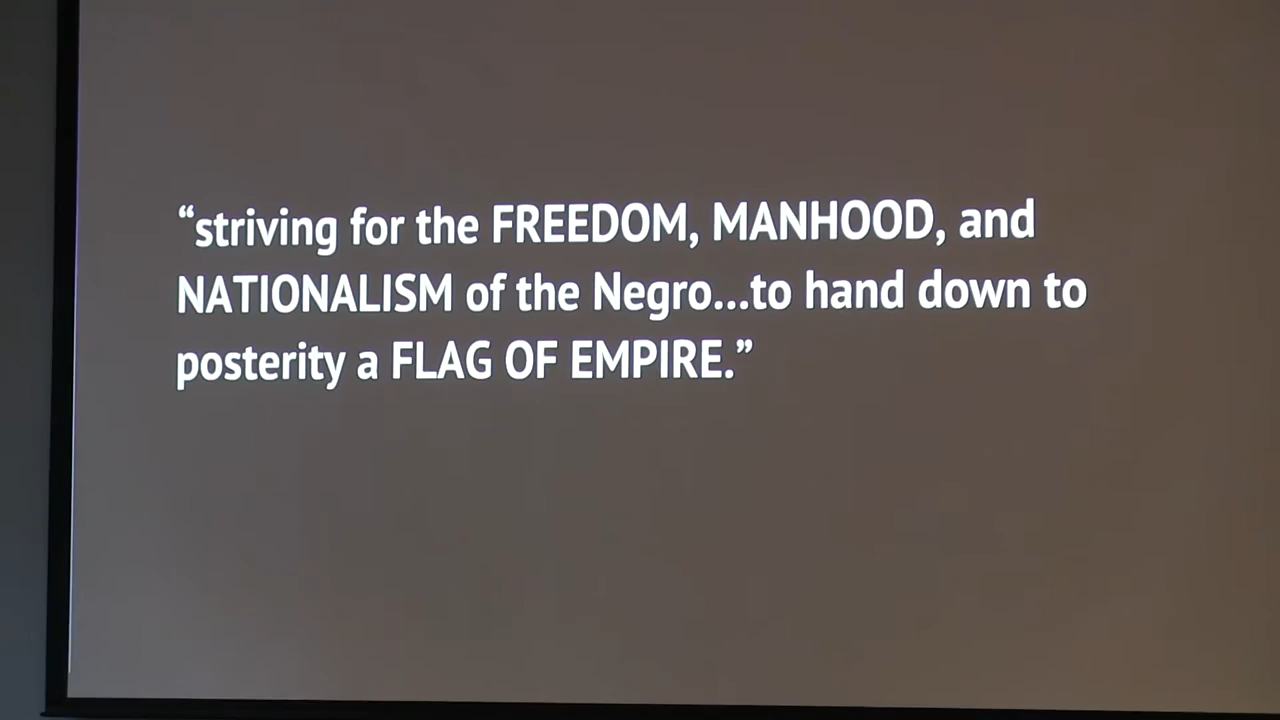 “striving for the FREEDOM, MANHOOD, and
NATIONALISM of the Negro...to hand down to
posterity a FLAG OF EMPIRE.”